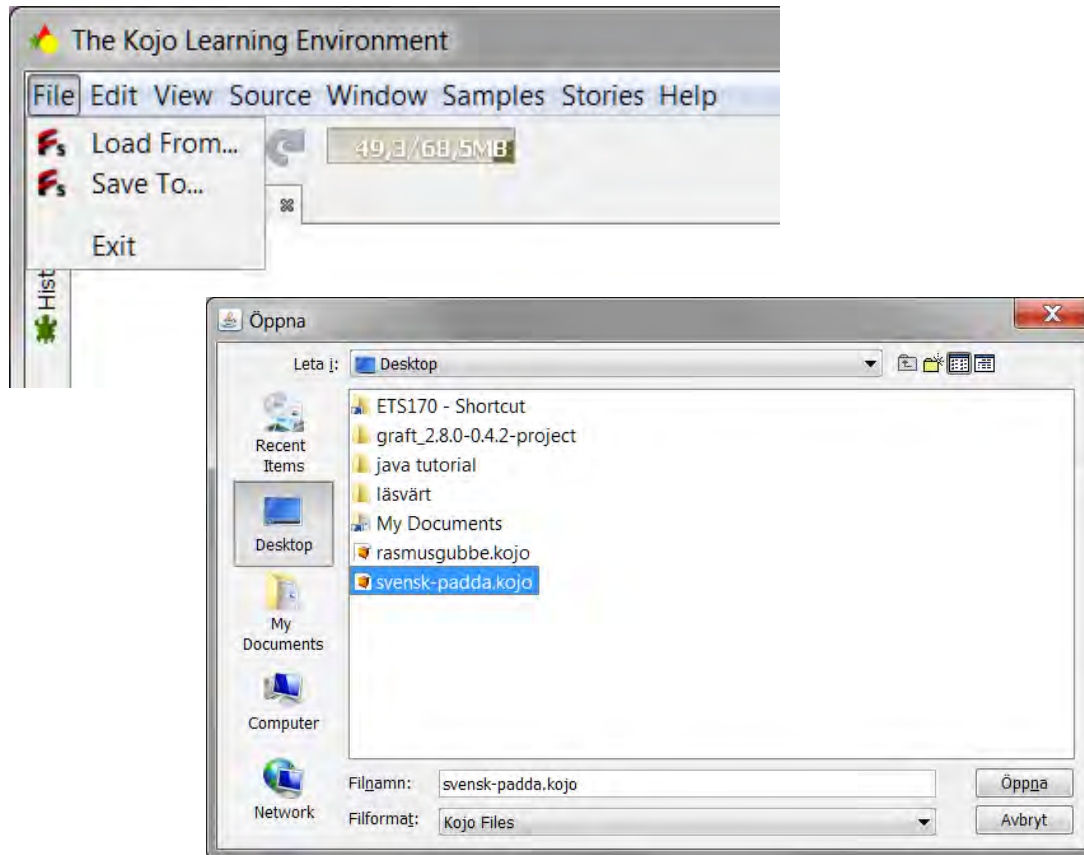 The Kojo Learning Environment
File Edit View Source Window Samples Stories Help
Fs Load From...
49,3/68,5MB
Fs Save To...
Exit
Hist
Öppna
Leta i: Desktop
Recent Items
Desktop
My Documents
Computer
Network
ETS170 - Shortcut
graft_2.8.0-0.4.2-project
java tutorial
läsvärt
My Documents
rasmusgubbe.kojo
svensk-padda.kojo
Filnamn: svensk-padda.kojo Öppna
Filformat: Kojo Files Avbryt